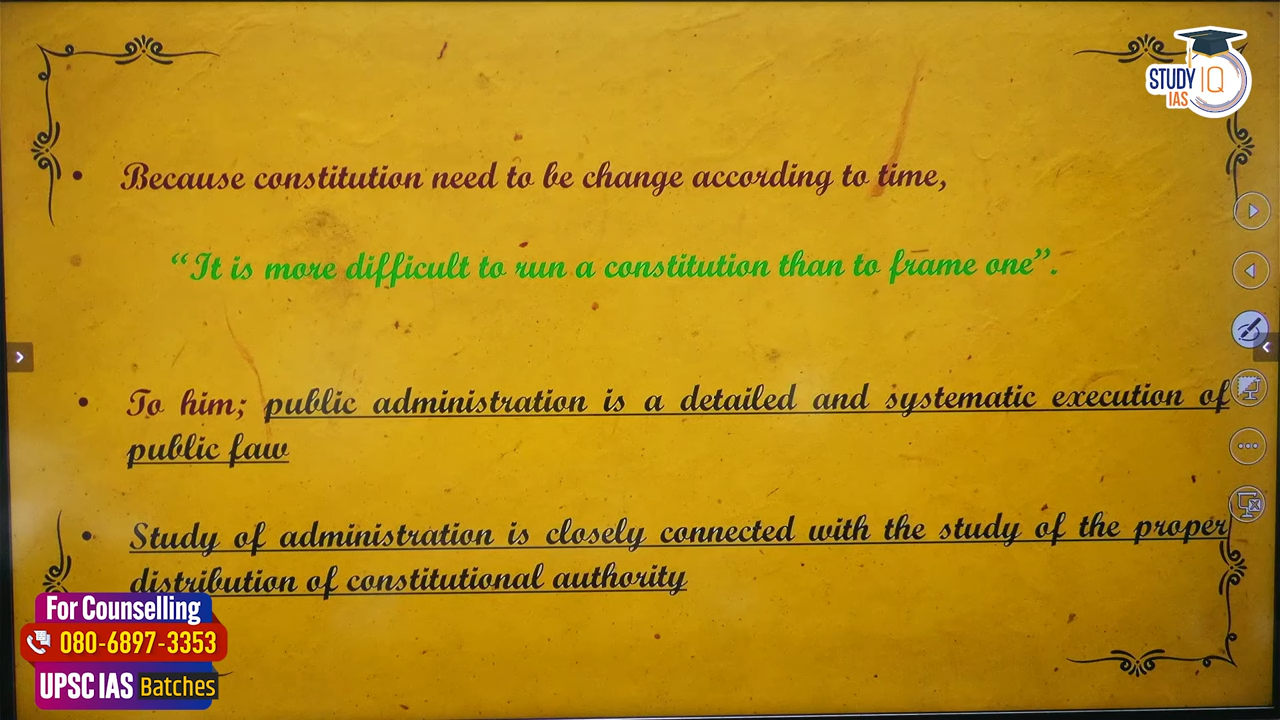 STUDY IQ
IAS
• Because constitution need to be change according to time,
“It is more difficult to run a constitution than to frame one”.
• To him; public administration is a detailed and systematic execution of
public faw
• Study of administration is closely connected with the study of the proper
distribution of constitutional authority
For Counselling
080-6897-3353
UPSC IAS Batches